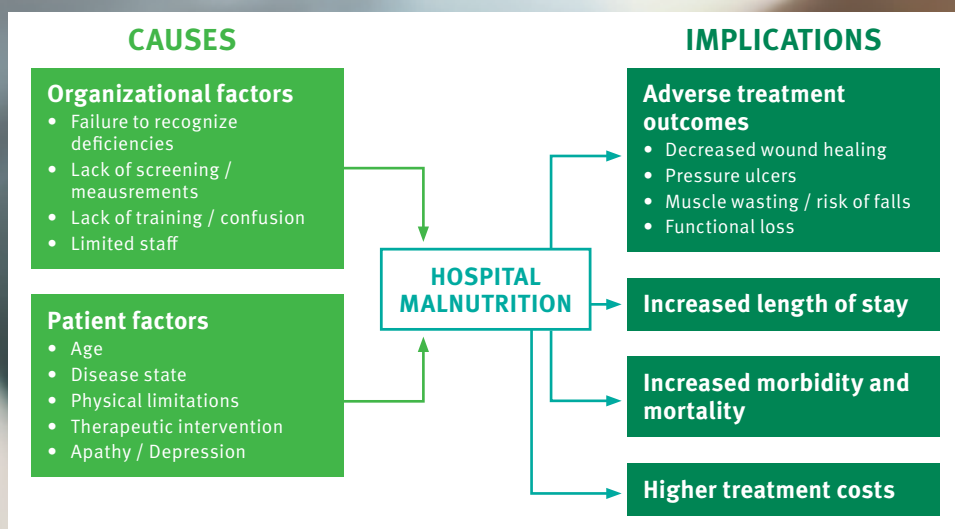 CAUSES
Organizational factors
• Failure to recognize
deficiencies
• Lack of screening /
meausrements
• Lack of training / confusion
• Limited staff
Patient factors
• Age
• Disease state
• Physical limitations
• Therapeutic intervention
• Apathy / Depression
HOSPITAL
MALNUTRITION
IMPLICATIONS
Adverse treatment
outcomes
• Decreased wound healing
• Pressure ulcers
• Muscle wasting / risk of falls
• Functional loss
Increased length of stay
Increased morbidity and
mortality
Higher treatment costs